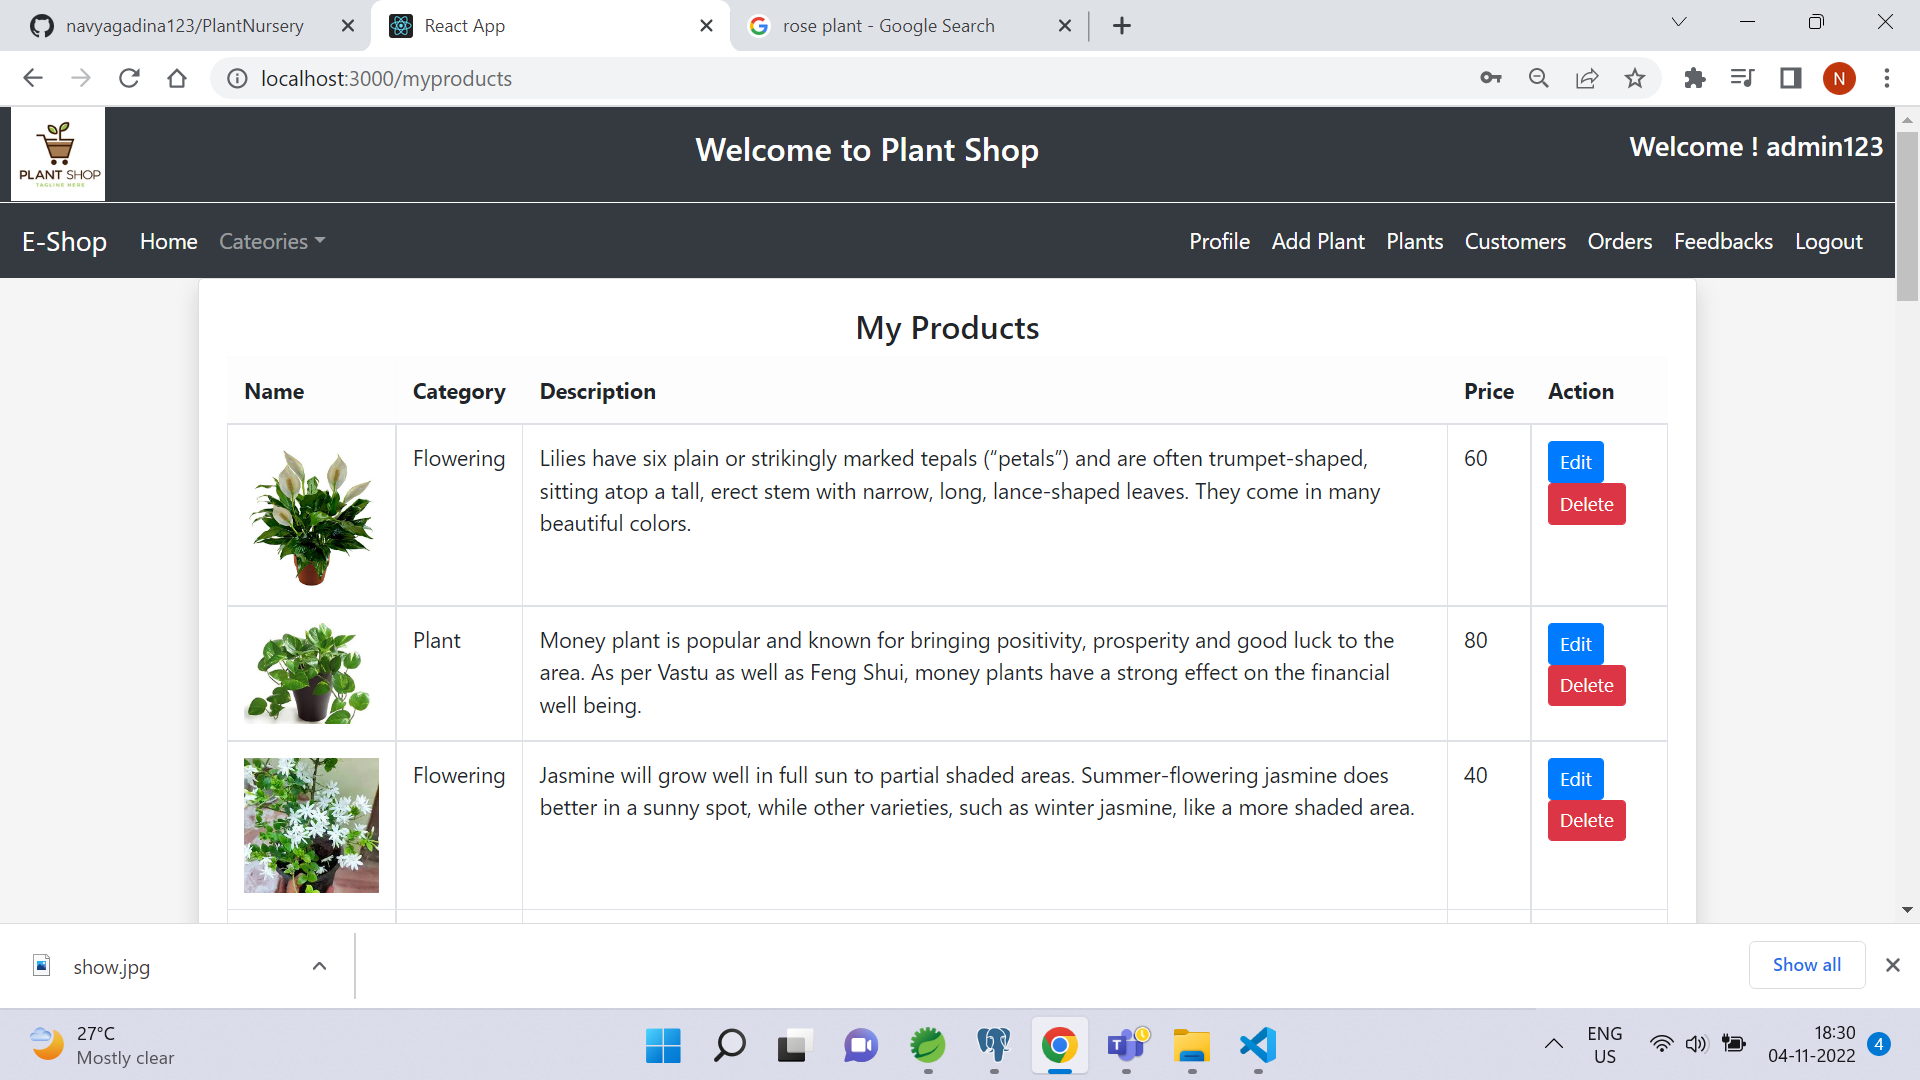 navyagadina123/PlantNursery
React App
rose plant - Google Search
localhost:3000/myproducts
N
PLANT SHOP
TAGLINE HERE
Welcome to Plant Shop
Welcome ! admin123
E-Shop
Home
Cateories
Profile
Add Plant
Plants
Customers
Orders
Feedbacks
Logout
My Products
Name
Category
Description
Price
Action
Flowering
Lilies have six plain or strikingly marked tepals (“petals”) and are often trumpet-shaped,
sitting atop a tall, erect stem with narrow, long, lance-shaped leaves. They come in many
beautiful colors.
60
Edit
Delete
Plant
Money plant is popular and known for bringing positivity, prosperity and good luck to the
area. As per Vastu as well as Feng Shui, money plants have a strong effect on the financial
well being.
80
Edit
Delete
Flowering
Jasmine will grow well in full sun to partial shaded areas. Summer-flowering jasmine does
better in a sunny spot, while other varieties, such as winter jasmine, like a more shaded area.
40
Edit
Delete
show.jpg
Show all
27°C
Mostly clear
T
ENG
US
18:30
04-11-2022
4